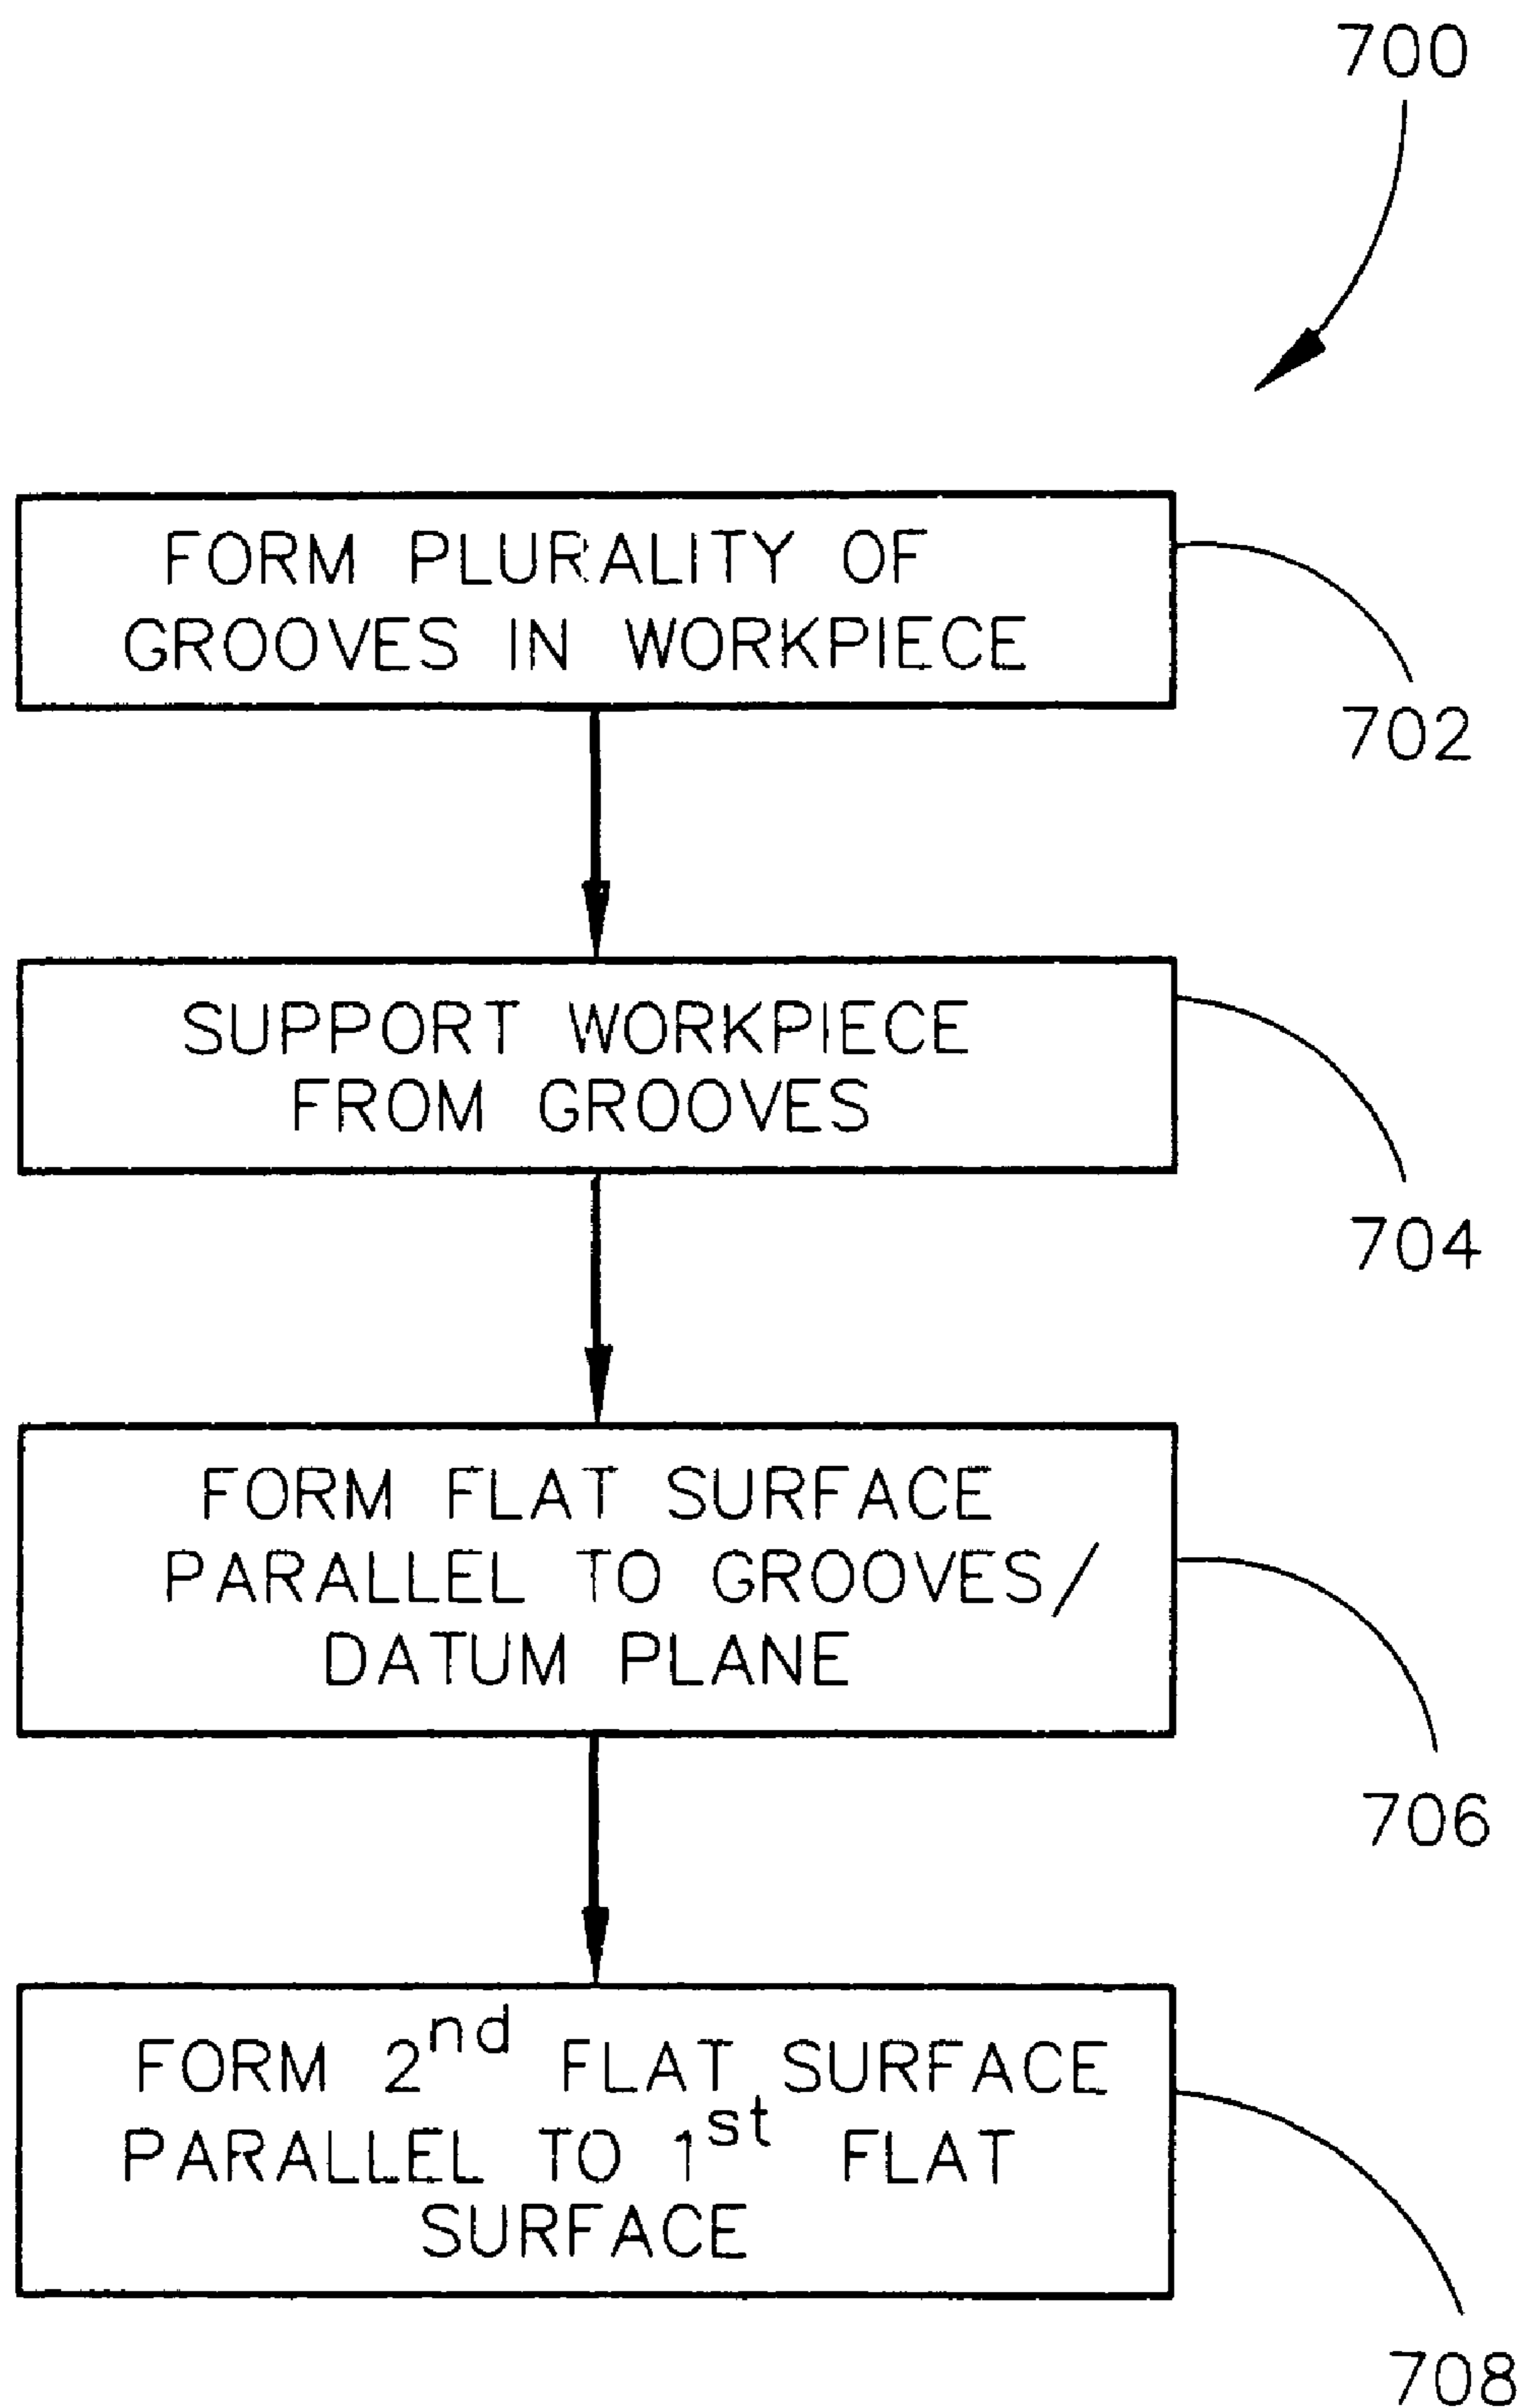 700
FORM PLURALITY OF
GROOVES IN WORKPIECE
702
SUPPORT WORKPIECE
FROM GROOVES
704
FORM FLAT SURFACE
PARALLEL TO GROOVES/
DATUM PLANE
706
FORM 2nd FLAT SURFACE
PARALLEL TO 1st FLAT
SURFACE
708